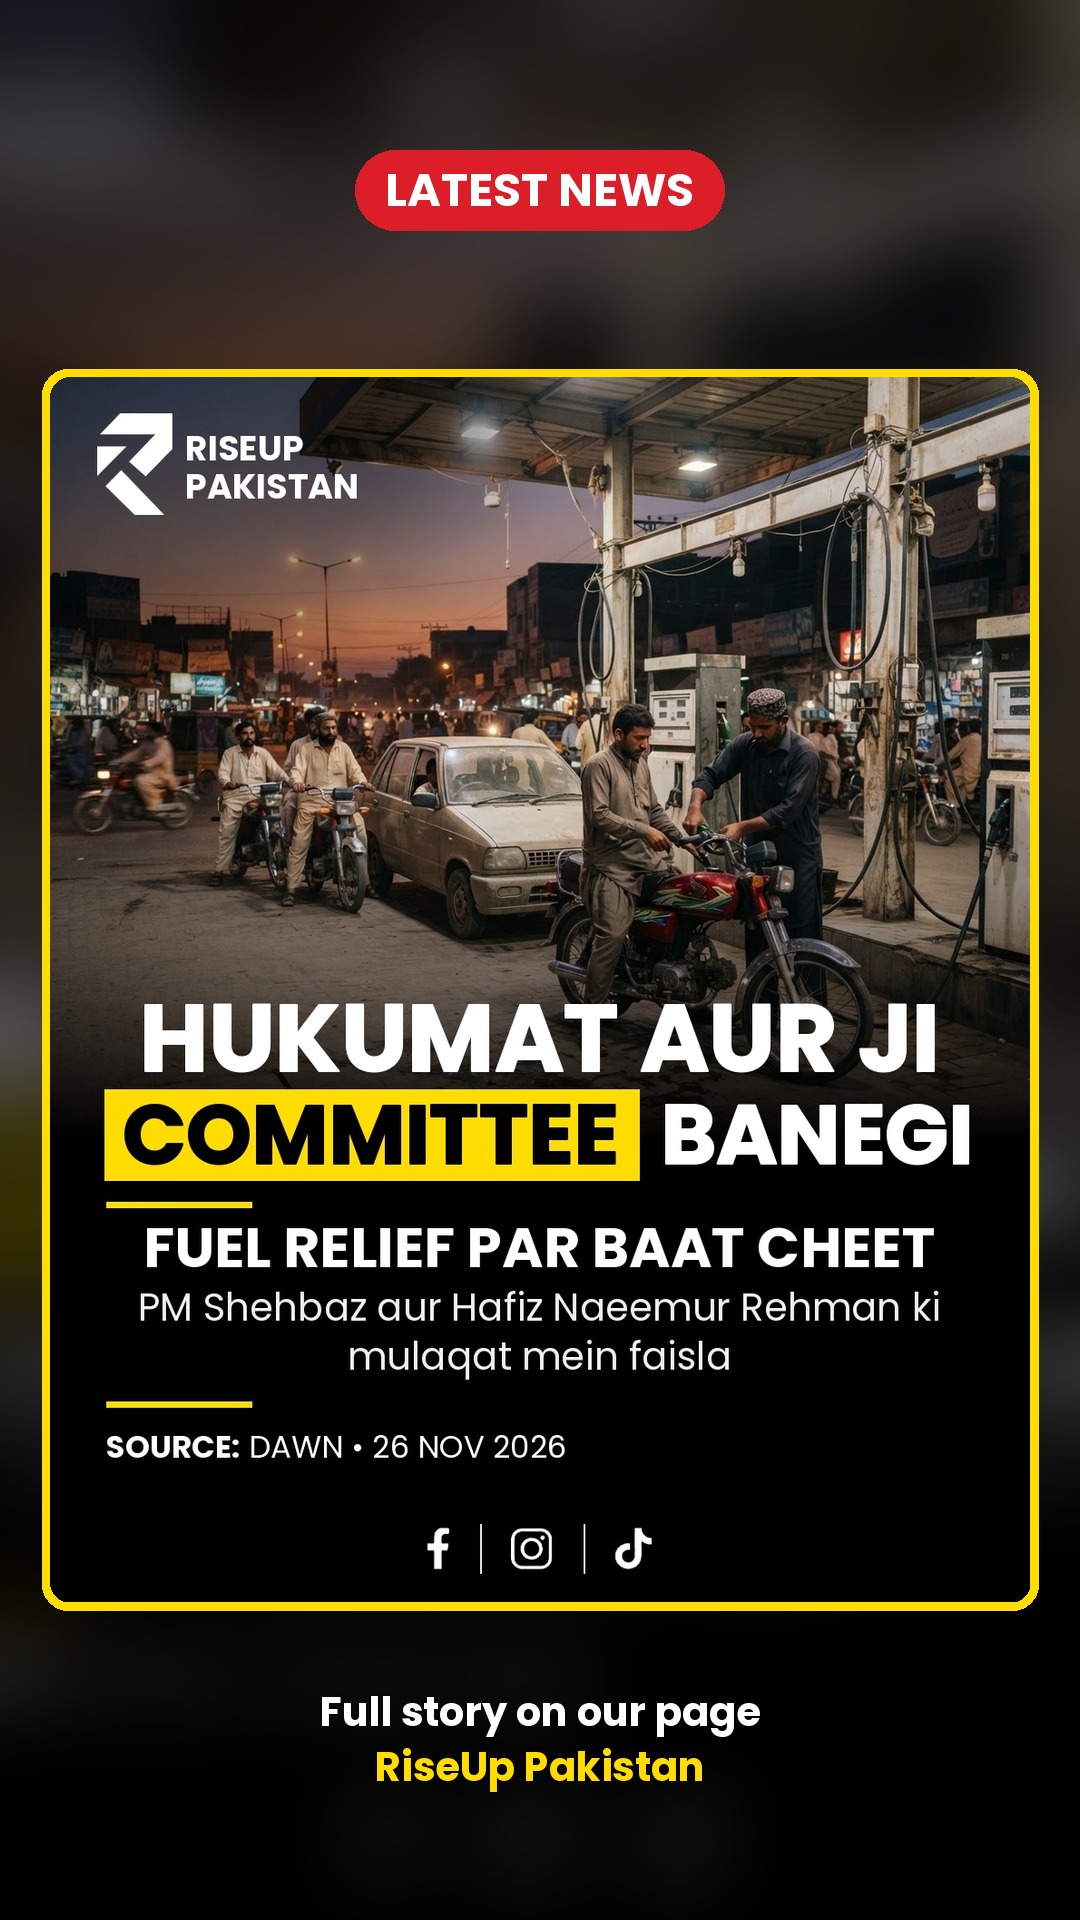 LATEST NEWS
RISEUP
PAKISTAN
HUKUMAT AUR JI
COMMITTEE BANEGI
FUEL RELIEF PAR BAAT CHEET
PM Shehbaz aur Hafiz Naeemur Rehman ki
mulaqat mein faisla
SOURCE: DAWN • 26 NOV 2026
Full story on our page
RiseUp Pakistan